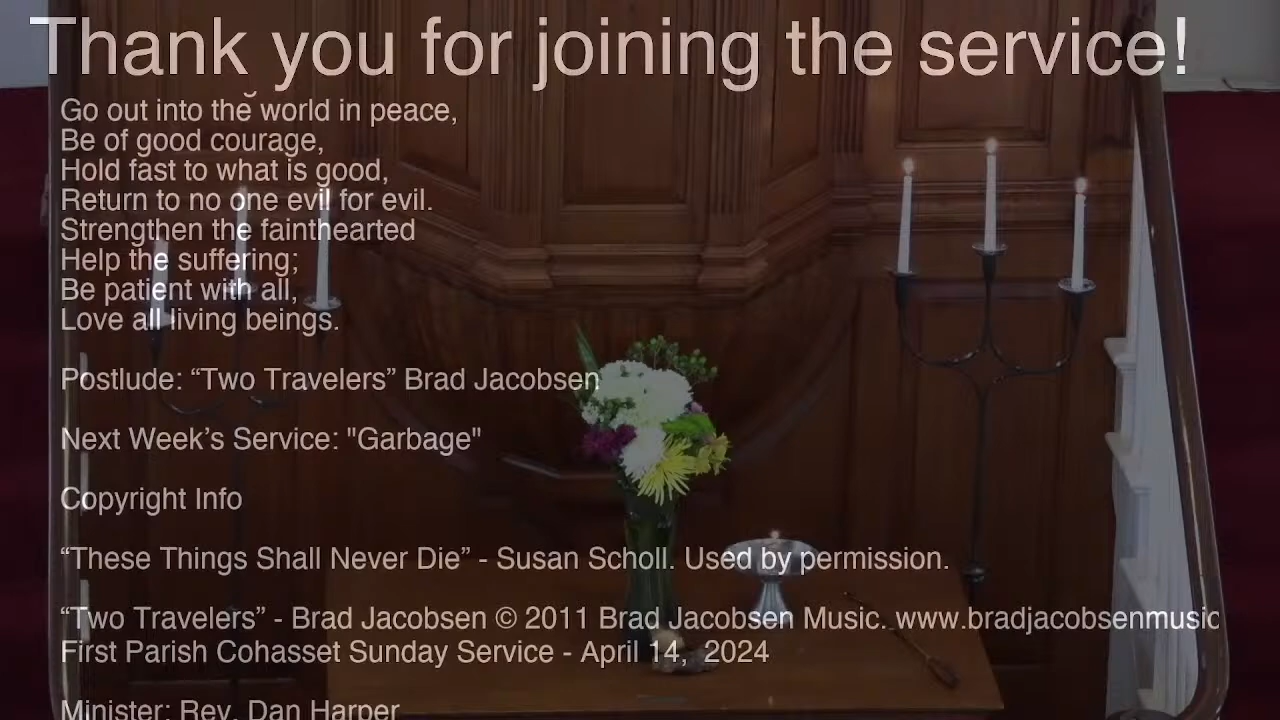 Thank you for joining the service!
Go out into the world in peace,
Be of good courage,
Hold fast to what is good,
Return to no one evil for evil.
Strengthen the fainthearted
Help the suffering;
Be patient with all,
Love all living beings.
Postlude: “Two Travelers” Brad Jacobsen
Next Week’s Service: "Garbage"
Copyright Info
“These Things Shall Never Die” - Susan Scholl. Used by permission.
“Two Travelers” - Brad Jacobsen © 2011 Brad Jacobsen Music. www.bradjacobsenmusic
First Parish Cohasset Sunday Service - April 14, 2024
Minister: Rev. Dan Harper